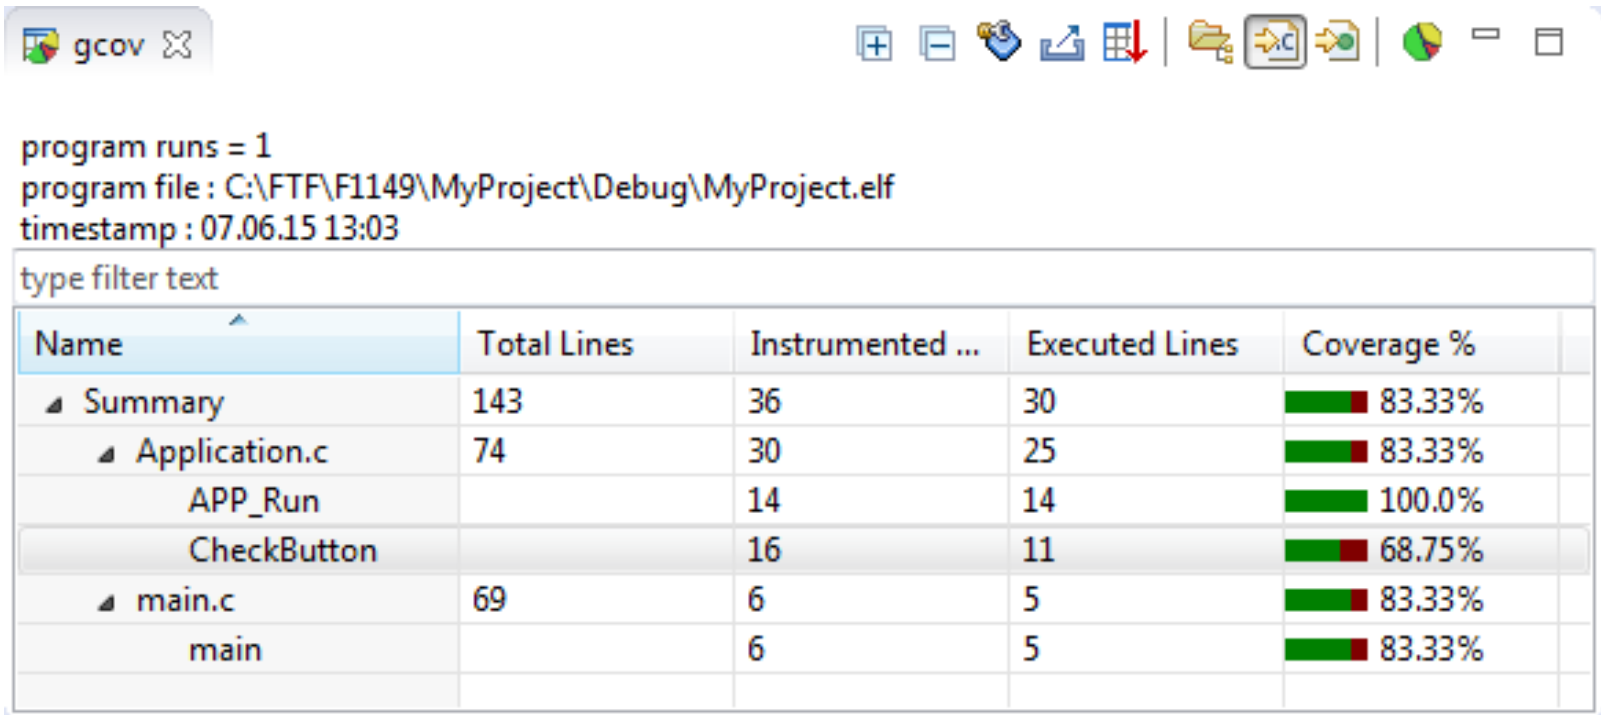 gcov
program runs = 1
program file : C:\FTF\F1149\MyProject\Debug\MyProject.elf
timestamp : 07.06.15 13:03
type filter text
Name Total Lines Instrumented ... Executed Lines Coverage %
Summary 143 36 30 83.33%
Application.c 74 30 25 83.33%
APP_Run 14 14 100.0%
CheckButton 16 11 68.75%
main.c 69 6 5 83.33%
main 6 5 83.33%